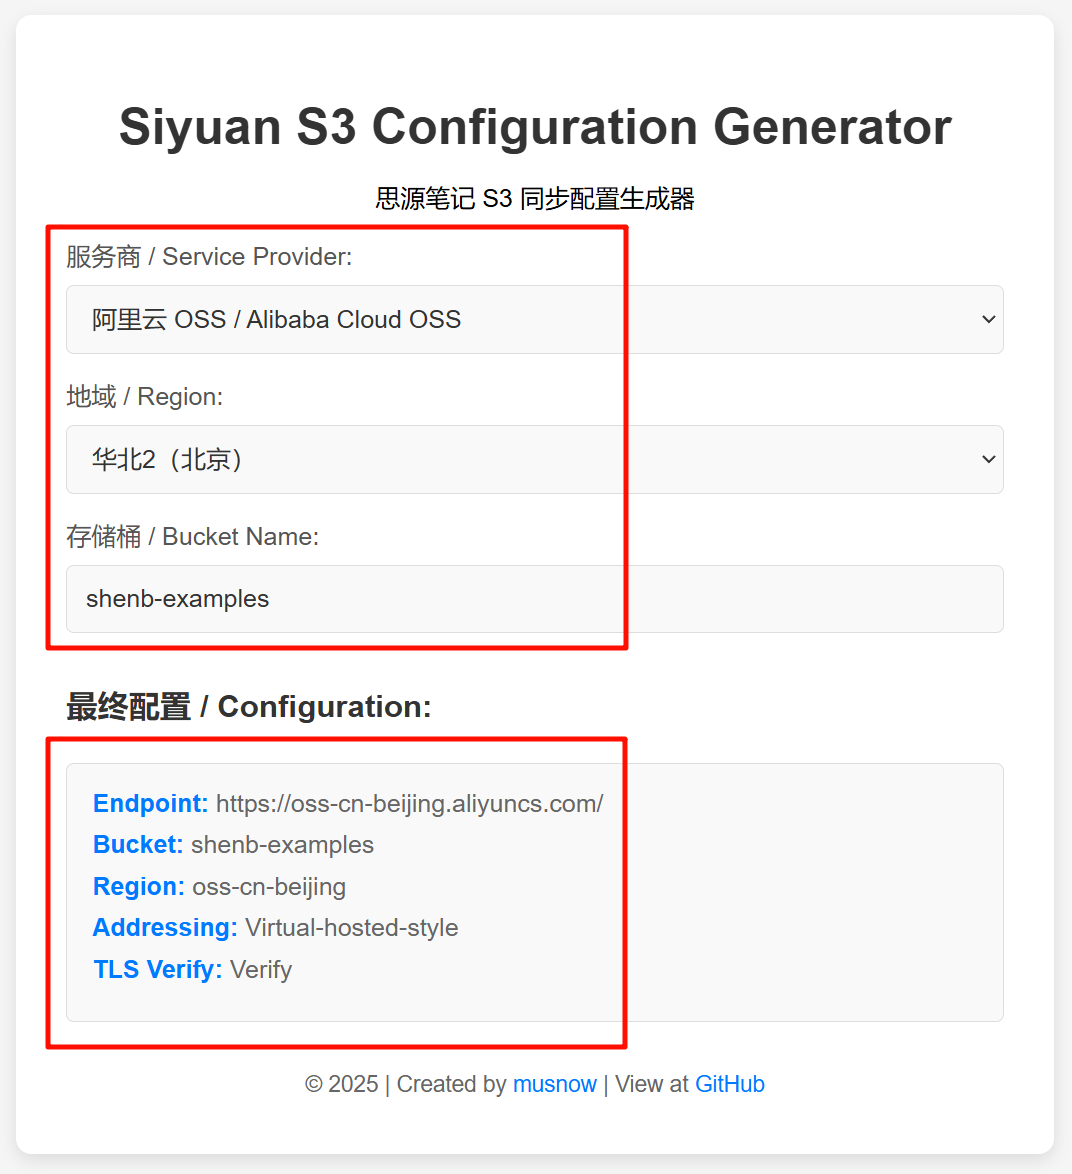 Siyuan S3 Configuration Generator
思源笔记 S3 同步配置生成器
服务商 / Service Provider:
阿里云 OSS / Alibaba Cloud OSS
地域 / Region:
华北2（北京）
存储桶 / Bucket Name:
shenb-examples
最终配置 / Configuration:
Endpoint: https://oss-cn-beijing.aliyuncs.com/
Bucket: shenb-examples
Region: oss-cn-beijing
Addressing: Virtual-hosted-style
TLS Verify: Verify
© 2025 | Created by musnow | View at GitHub